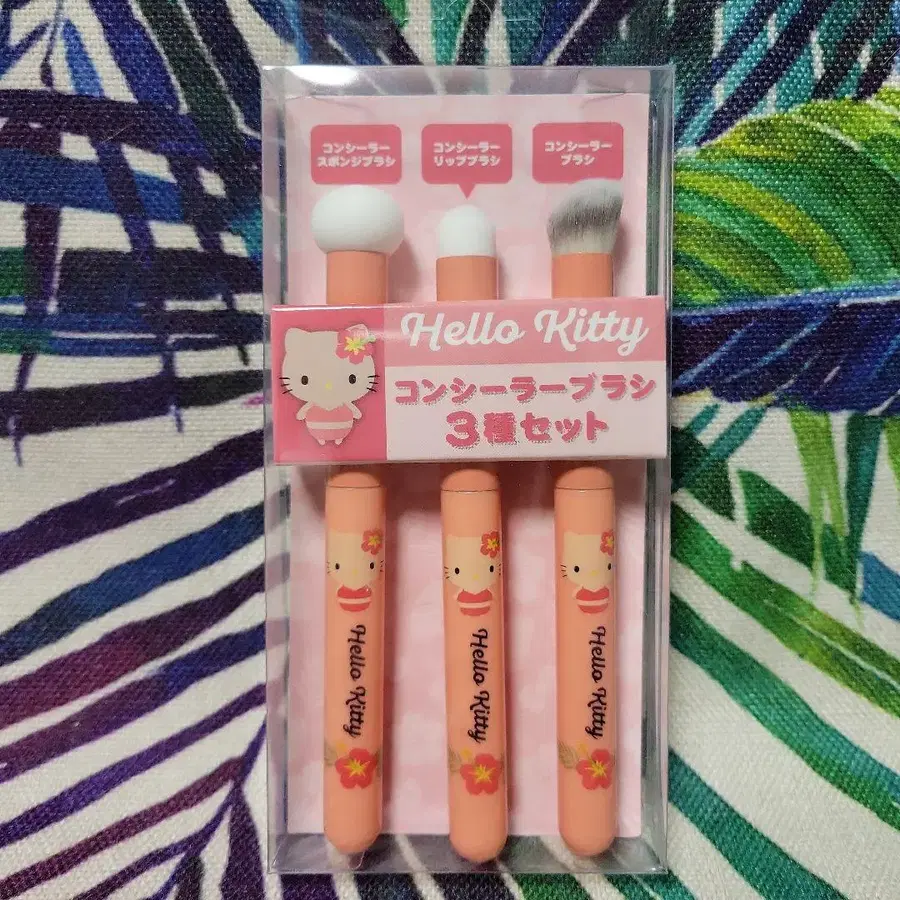 コンシーラー
スポンジブラシ
コンシーラー
リップブラシ
コンシーラー
ブラシ
Hello Kitty
コンシーラーブラシ
3種セット
Hello Kitty
Hello Kitty
Hello Kitty